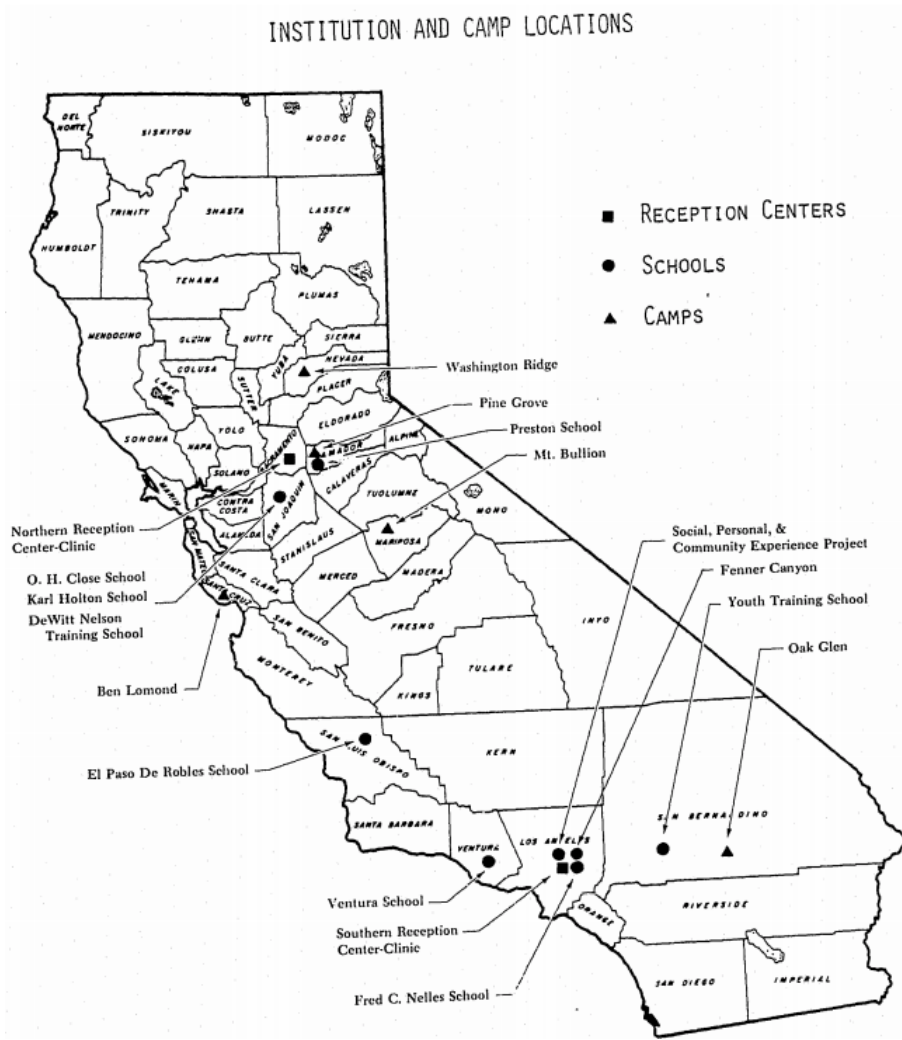 INSTITUTION AND CAMP LOCATIONS
DEL
NORTE
SISKIYOU
MODOC
TRINITY
SHASTA
LASSEN
HUMBOLDT
■ RECEPTION CENTERS
● SCHOOLS
▲ CAMPS
TEHAMA
PLUMAS
MENDOCINO
GLENN
BUTTE
SIERRA
YUBA
NEVADA
COLUSA
LAKE
SUTTER
PLACER
Washington Ridge
Pine Grove
Preston School
Mt. Bullion
ELDORADO
SONOMA
NAPA
YOLO
SACRAMENTO
AMADOR
ALPINE
SOLANO
CALAVERAS
MARIN
CONTRA
COSTA
SAN JOAQUIN
TUOLUMNE
MONO
ALAMEDA
STANISLAUS
MARIPOSA
SAN MATEO
SANTA CLARA
MERCED
MADERA
SANTA CRUZ
Northern Reception
Center-Clinic
O. H. Close School
Karl Holton School
DeWitt Nelson
Training School
Ben Lomond
Social, Personal, &
Community Experience Project
Fenner Canyon
Youth Training School
Oak Glen
SAN BENITO
FRESNO
INYO
MONTEREY
TULARE
KINGS
SAN LUIS OBISPO
KERN
El Paso De Robles School
SANTA BARBARA
VENTURA
LOS ANGELES
SAN BERNARDINO
Ventura School
Southern Reception
Center-Clinic
Fred C. Nelles School
ORANGE
RIVERSIDE
SAN DIEGO
IMPERIAL